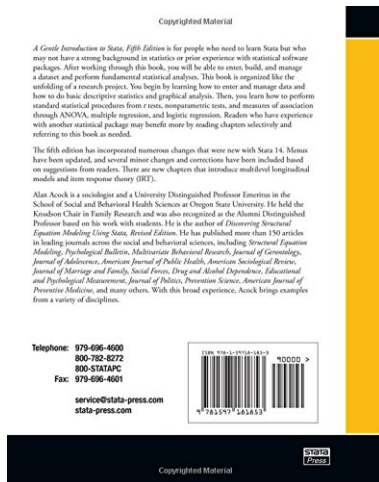 Copyrighted Material
A Gentle Introduction to Stata, Fifth Edition is for people who need to learn Stata but who
may not have a strong background in statistics or prior experience with statistical software
packages. After working through this book, you will be able to enter, build, and manage
a dataset and perform fundamental statistical analyses. This book is organized like the
unfolding of a research project. You begin by learning how to enter and manage data and
how to do basic descriptive statistics and graphical analysis. Then, you learn how to perform
standard statistical procedures from t tests, nonparametric tests, and measures of association
through ANOVA, multiple regression, and logistic regression. Readers who have experience
with another statistical package may benefit more by reading chapters selectively and
referring to this book as needed.
The fifth edition has incorporated numerous changes that were new with Stata 14. Menus
have been updated, and several minor changes and corrections have been included based
on suggestions from readers. There are new chapters that introduce multilevel longitudinal
models and item response theory (IRT).
Alan Acock is a sociologist and a University Distinguished Professor Emeritus in the
School of Social and Behavioral Health Sciences at Oregon State University. He held the
Knudson Chair in Family Research and was also recognized as the Alumni Distinguished
Professor based on his work with students. He is the author of Discovering Structural
Equation Modeling Using Stata, Revised Edition. He has published more than 150 articles
in leading journals across the social and behavioral sciences, including Structural Equation
Modeling, Psychological Bulletin, Multivariate Behavioral Research, Journal of Gerontology,
Journal of Adolescence, American Journal of Public Health, American Sociological Review,
Journal of Marriage and Family, Social Forces, Drug and Alcohol Dependence, Educational
and Psychological Measurement, Journal of Politics, Prevention Science, American Journal of
Preventive Medicine, and many others. With this broad experience, Acock brings examples
from a variety of disciplines.
Telephone: 979-696-4600
800-782-8272
800-STATAPC
Fax: 979-696-4601
service@stata-press.com
stata-press.com
ISBN 978-1-59718-185-3
90000 >
9 781597 181853
STATA
Press
Copyrighted Material